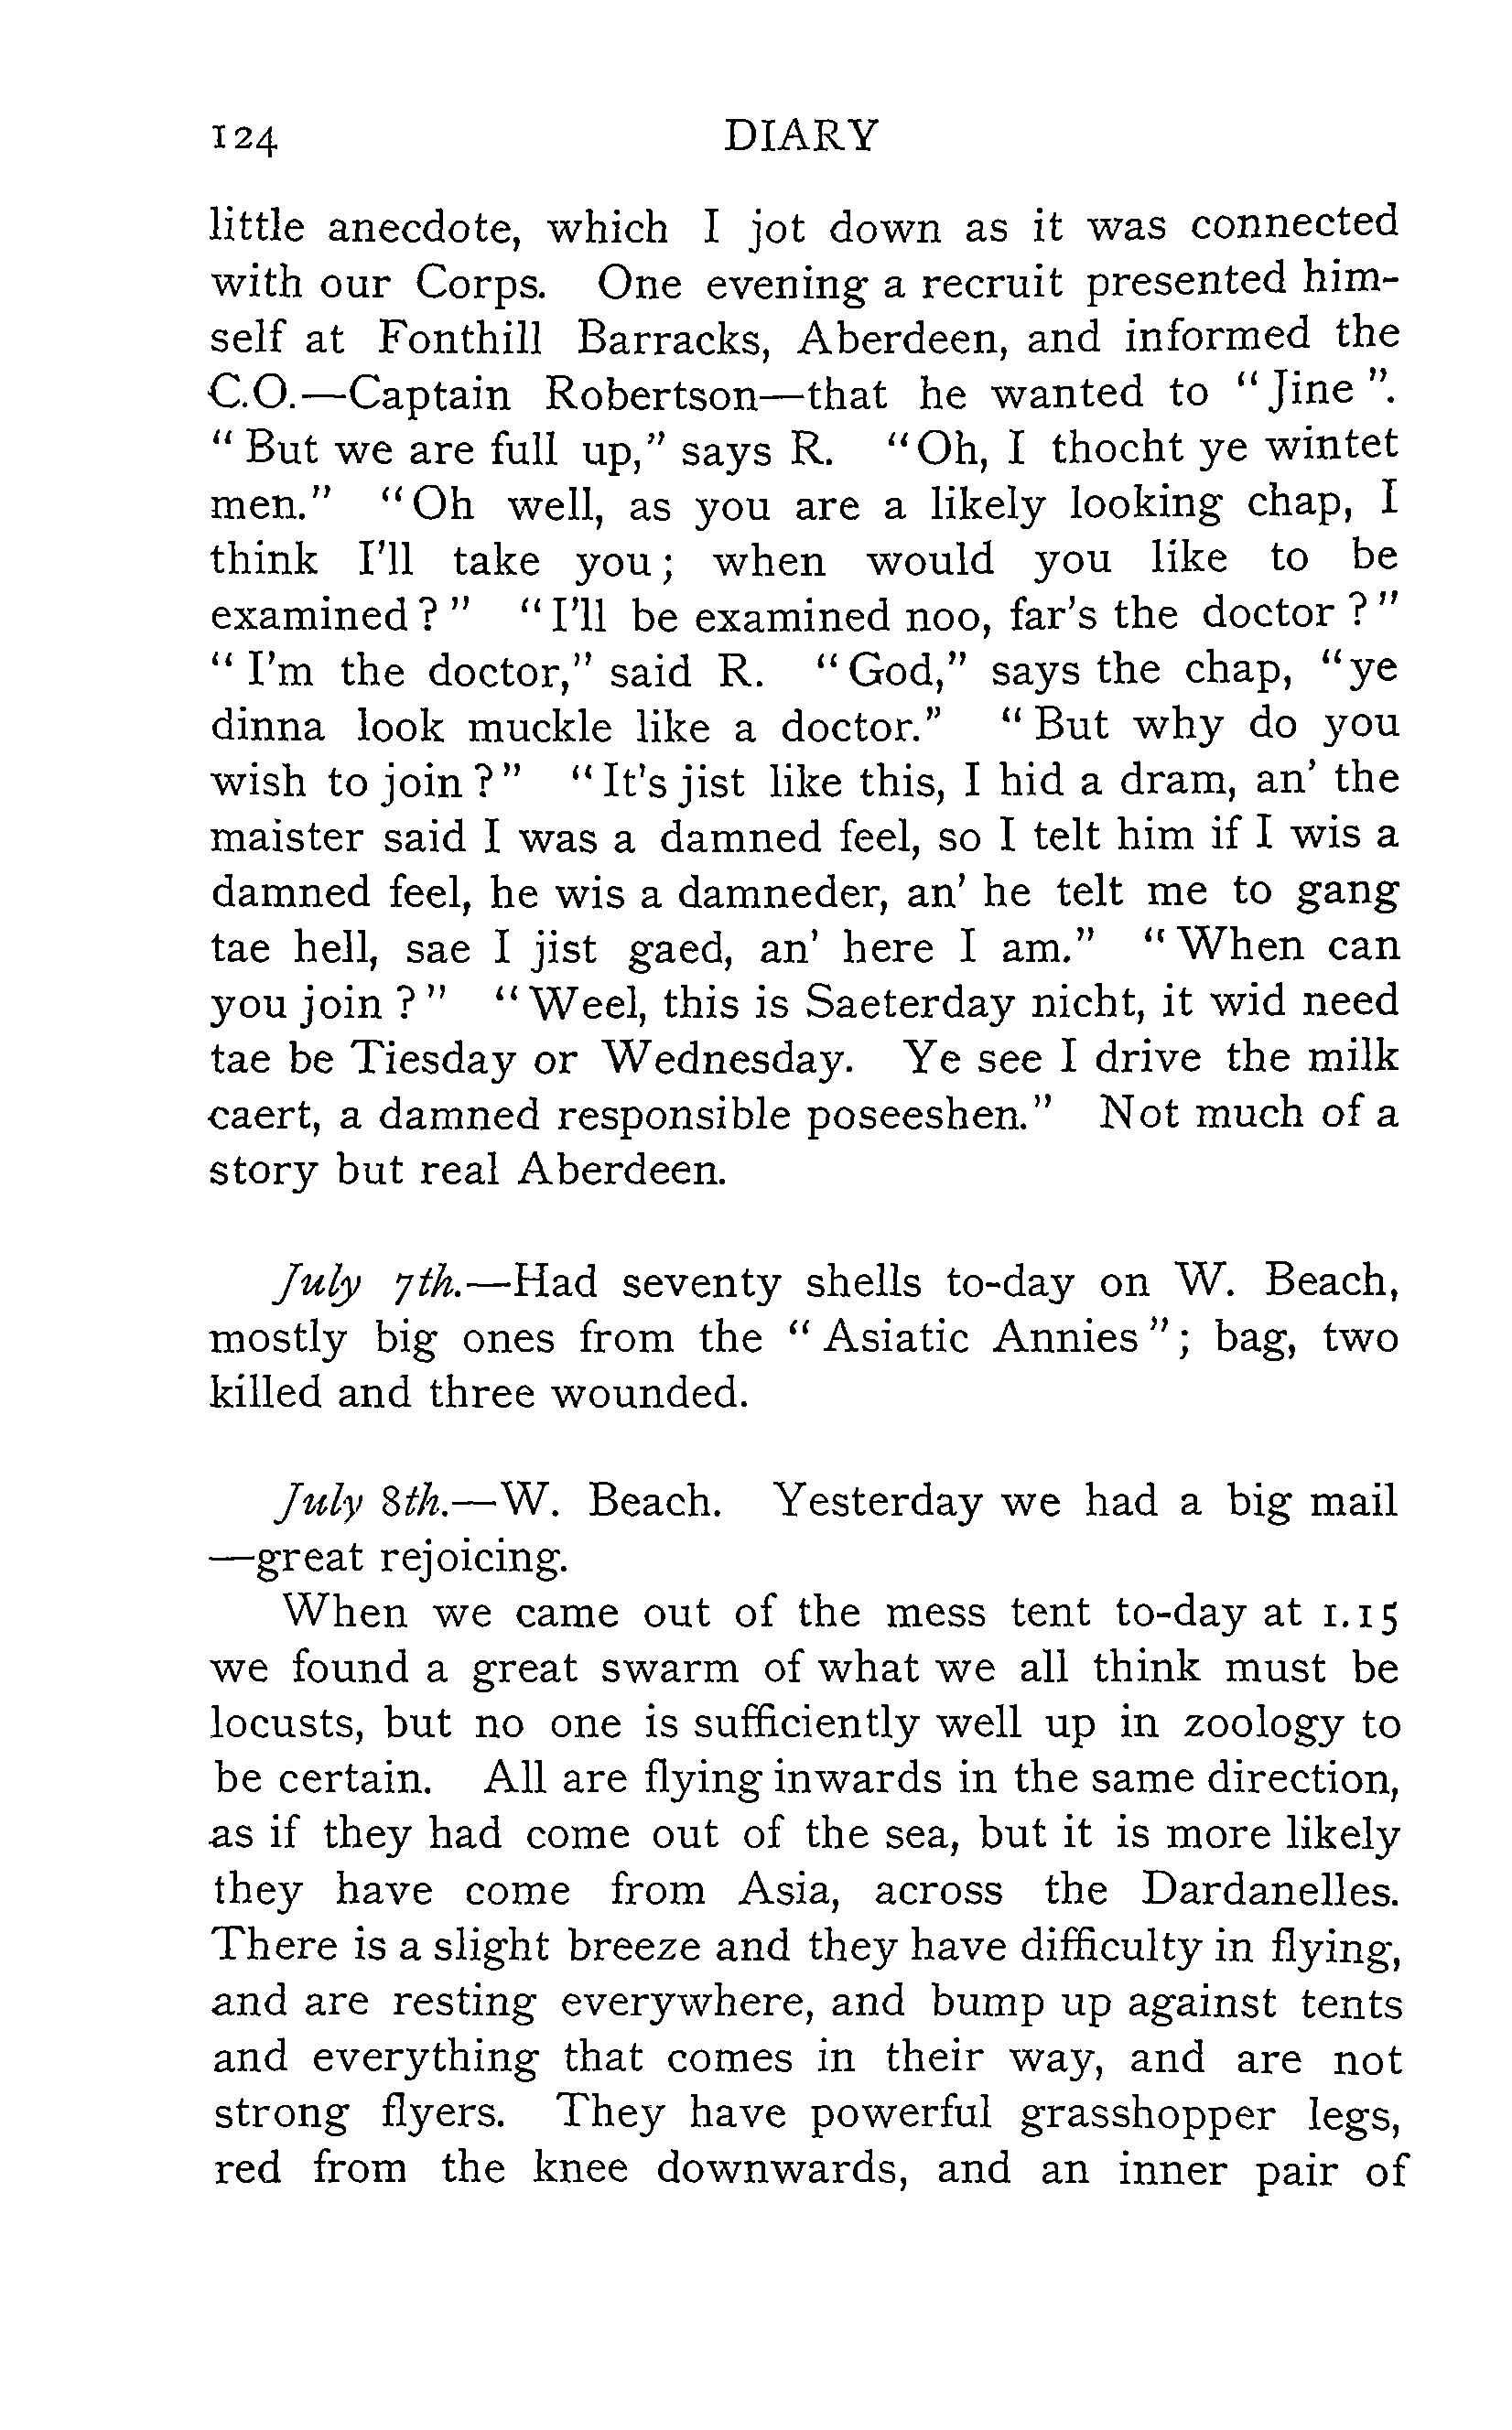 124 DIARY
little anecdote, which I jot down as it was connected
with our Corps. One evening a recruit presented him-
self at Fonthill Barracks, Aberdeen, and informed the
C.O.—Captain Robertson—that he wanted to “Jine”.
“But we are full up,” says R. “Oh, I thocht ye wintet
men.” “Oh well, as you are a likely looking chap, I
think I’ll take you; when would you like to be
examined?” “I’ll be examined noo, far’s the doctor?”
“I’m the doctor,” said R. “God,” says the chap, “ye
dinna look muckle like a doctor.” “But why do you
wish to join?” “It’s jist like this, I hid a dram, an’ the
maister said I was a damned feel, so I telt him if I wis a
damned feel, he wis a damneder, an’ he telt me to gang
tae hell, sae I jist gaed, an’ here I am.” “When can
you join?” “Weel, this is Saeterday nicht, it wid need
tae be Tiesday or Wednesday. Ye see I drive the milk
caert, a damned responsible poseeshen.” Not much of a
story but real Aberdeen.
July 7th.—Had seventy shells to-day on W. Beach,
mostly big ones from the “Asiatic Annies”; bag, two
killed and three wounded.
July 8th.—W. Beach. Yesterday we had a big mail
—great rejoicing.
When we came out of the mess tent to-day at 1.15
we found a great swarm of what we all think must be
locusts, but no one is sufficiently well up in zoology to
be certain. All are flying inwards in the same direction,
as if they had come out of the sea, but it is more likely
they have come from Asia, across the Dardanelles.
There is a slight breeze and they have difficulty in flying,
and are resting everywhere, and bump up against tents
and everything that comes in their way, and are not
strong flyers. They have powerful grasshopper legs,
red from the knee downwards, and an inner pair of